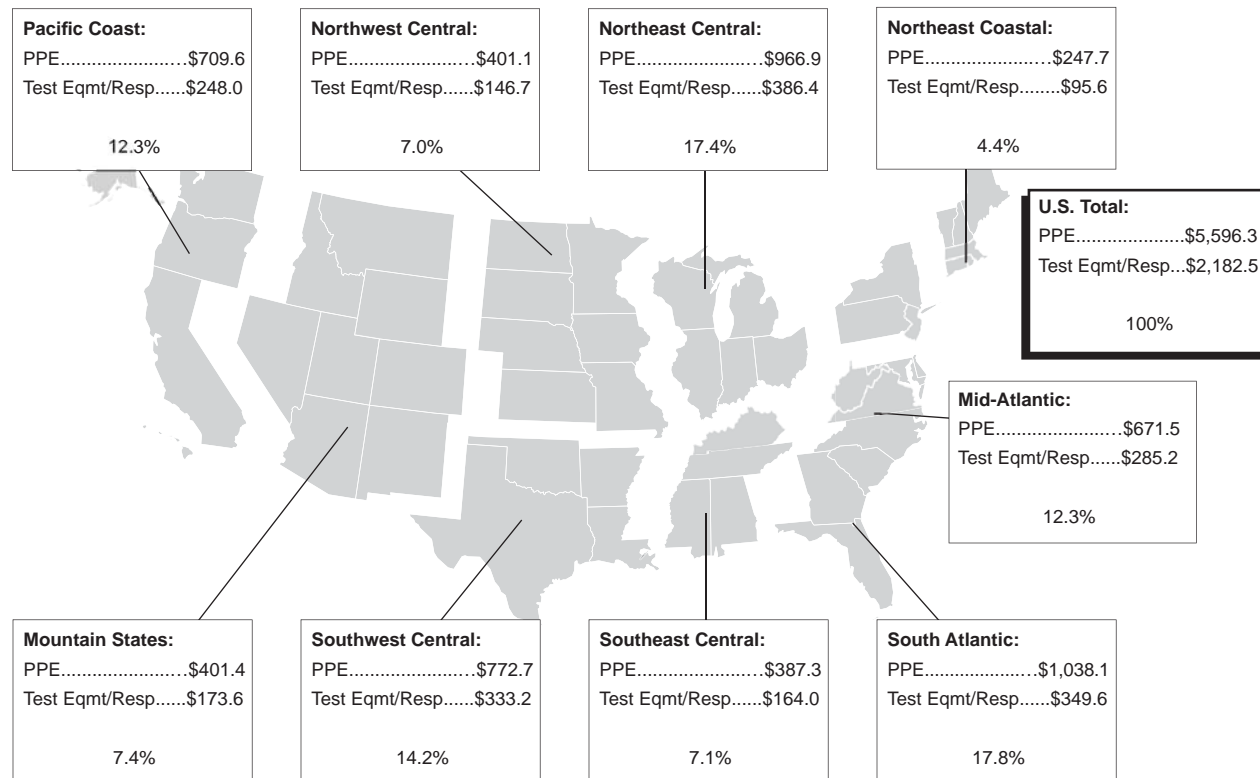 Pacific Coast:
PPE........................$709.6
Test Eqmt/Resp......$248.0
12.3%
Northwest Central:
PPE........................$401.1
Test Eqmt/Resp......$146.7
7.0%
Northeast Central:
PPE........................$966.9
Test Eqmt/Resp......$386.4
17.4%
Northeast Coastal:
PPE........................$247.7
Test Eqmt/Resp........$95.6
4.4%
U.S. Total:
PPE.....................$5,596.3
Test Eqmt/Resp...$2,182.5
100%
Mid-Atlantic:
PPE........................$671.5
Test Eqmt/Resp......$285.2
12.3%
Mountain States:
PPE........................$401.4
Test Eqmt/Resp......$173.6
7.4%
Southwest Central:
PPE........................$772.7
Test Eqmt/Resp......$333.2
14.2%
Southeast Central:
PPE........................$387.3
Test Eqmt/Resp......$164.0
7.1%
South Atlantic:
PPE.....................$1,038.1
Test Eqmt/Resp......$349.6
17.8%